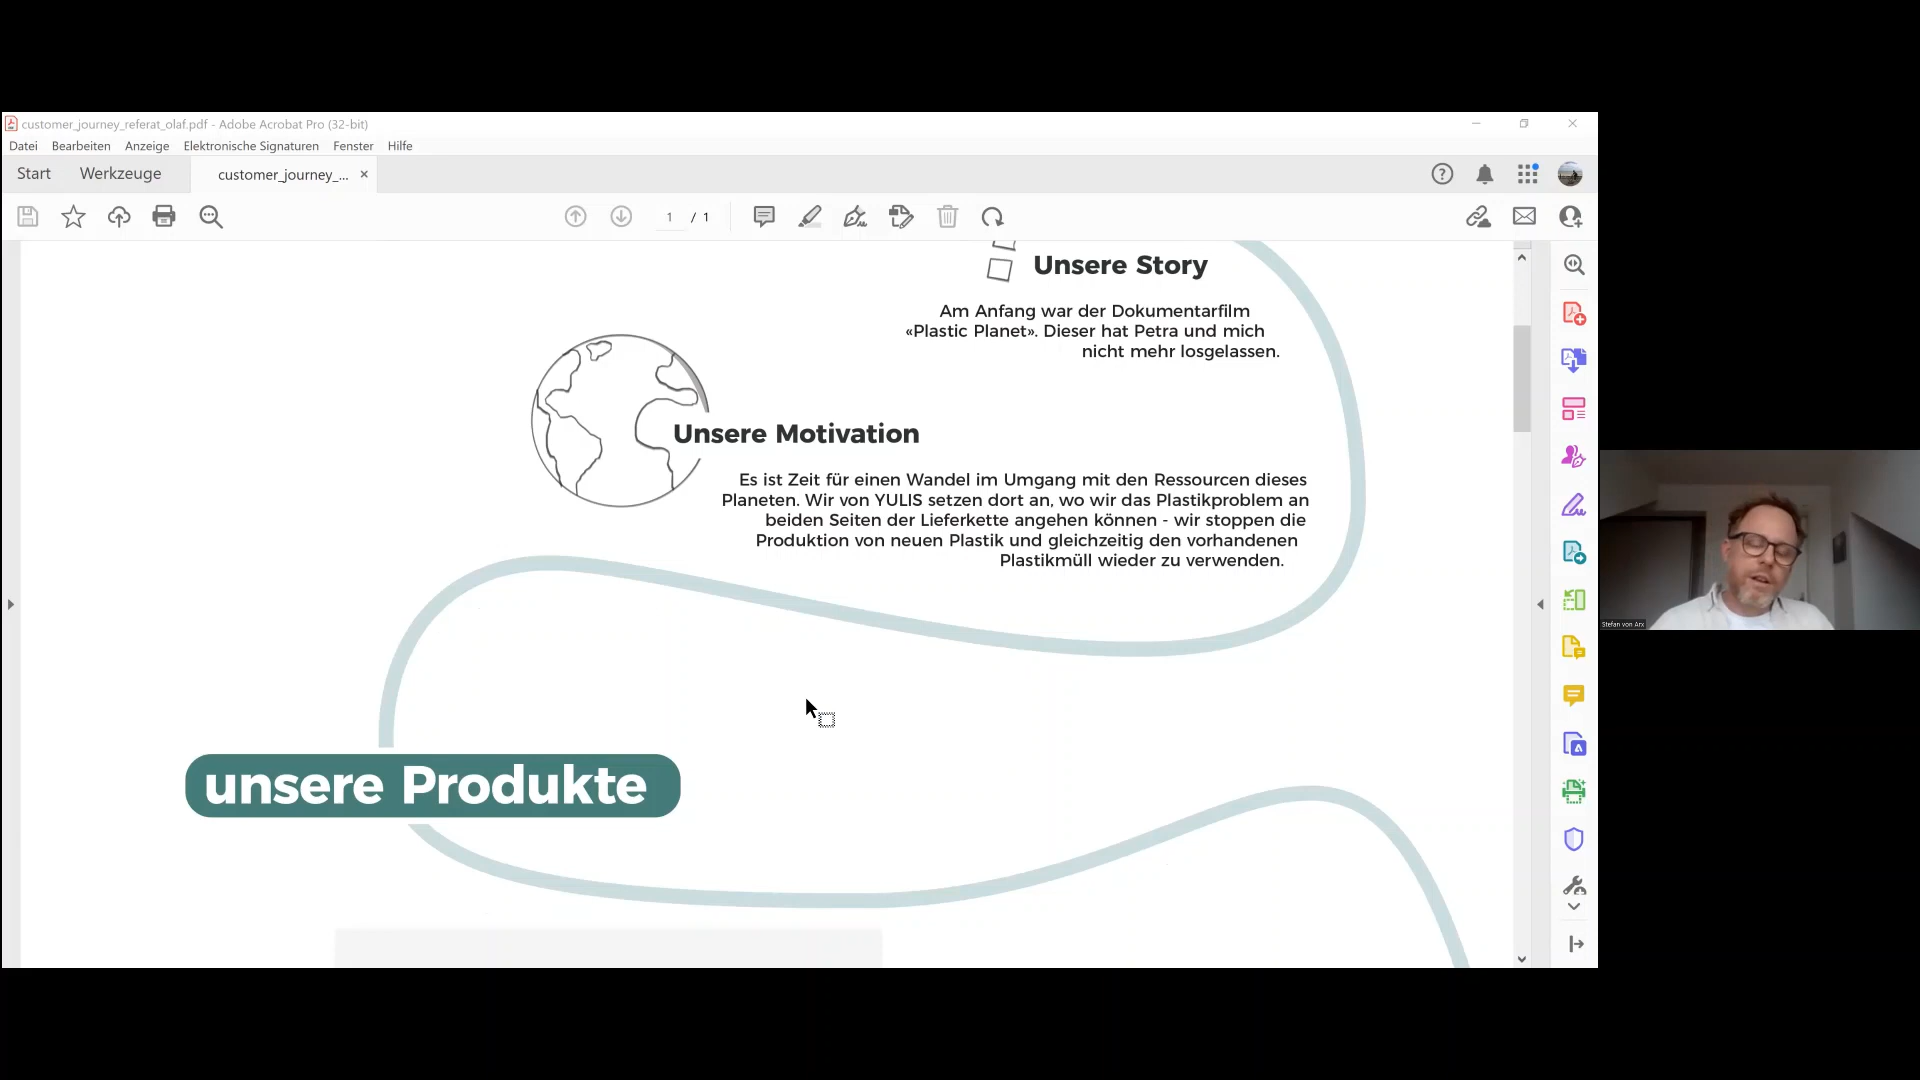 customer_journey_referat_olaf.pdf - Adobe Acrobat Pro (32-bit)
Datei Bearbeiten Anzeige Elektronische Signaturen Fenster Hilfe
Start Werkzeuge customer_journey_... ×
1 / 1
Unsere Story
Am Anfang war der Dokumentarfilm
«Plastic Planet». Dieser hat Petra und mich
nicht mehr losgelassen.
Unsere Motivation
Es ist Zeit für einen Wandel im Umgang mit den Ressourcen dieses
Planeten. Wir von YULIS setzen dort an, wo wir das Plastikproblem an
beiden Seiten der Lieferkette angehen können - wir stoppen die
Produktion von neuen Plastik und gleichzeitig den vorhandenen
Plastikmüll wieder zu verwenden.
Stefan von Arx
unsere Produkte